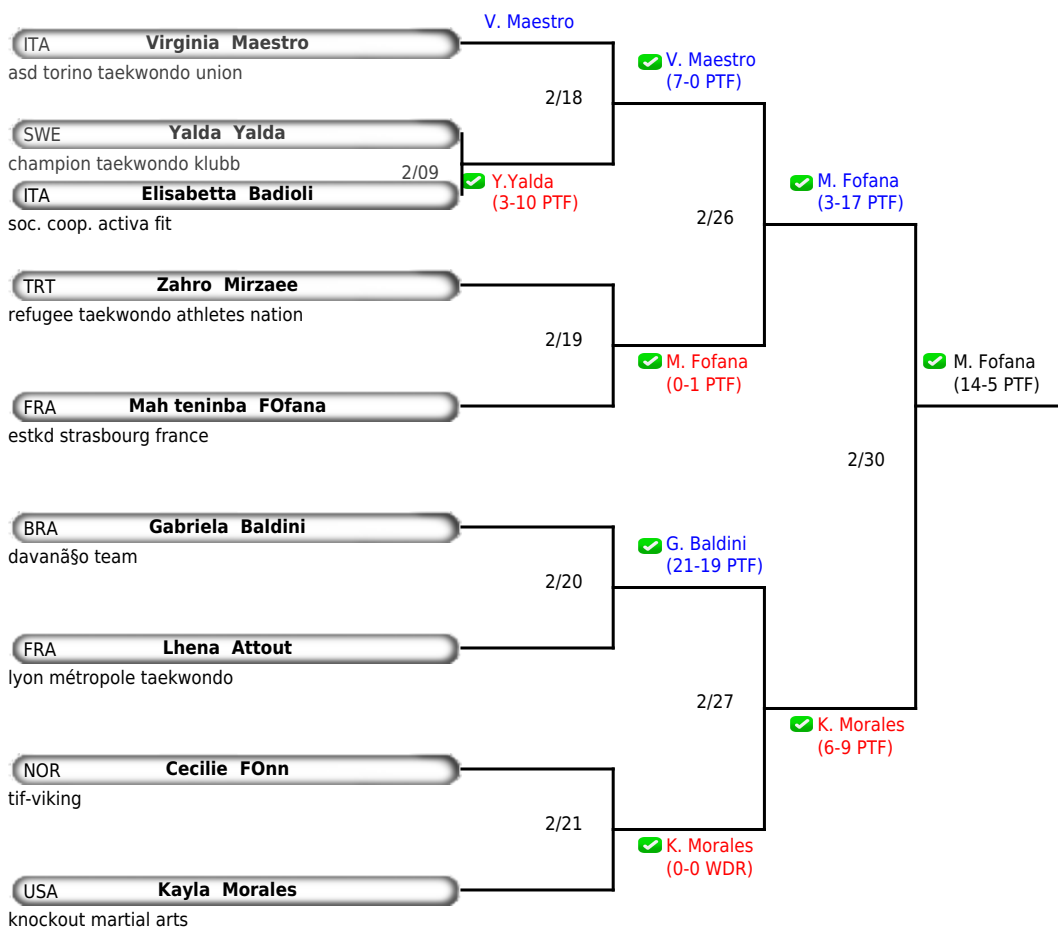 V. Maestro
ITA Virginia Maestro
asd torino taekwondo union
V. Maestro
(7-0 PTF)
2/18
SWE Yalda Yalda
champion taekwondo klubb
2/09
Y.Yalda
(3-10 PTF)
ITA Elisabetta Badioli
soc. coop. activa fit
M. Fofana
(3-17 PTF)
2/26
TRT Zahro Mirzaee
refugee taekwondo athletes nation
2/19
M. Fofana
(0-1 PTF)
M. Fofana
(14-5 PTF)
FRA Mah teninba FOfana
estkd strasbourg france
2/30
BRA Gabriela Baldini
davanã§o team
G. Baldini
(21-19 PTF)
2/20
FRA Lhena Attout
lyon métropole taekwondo
2/27
K. Morales
(6-9 PTF)
NOR Cecilie FOnn
tif-viking
2/21
K. Morales
(0-0 WDR)
USA Kayla Morales
knockout martial arts